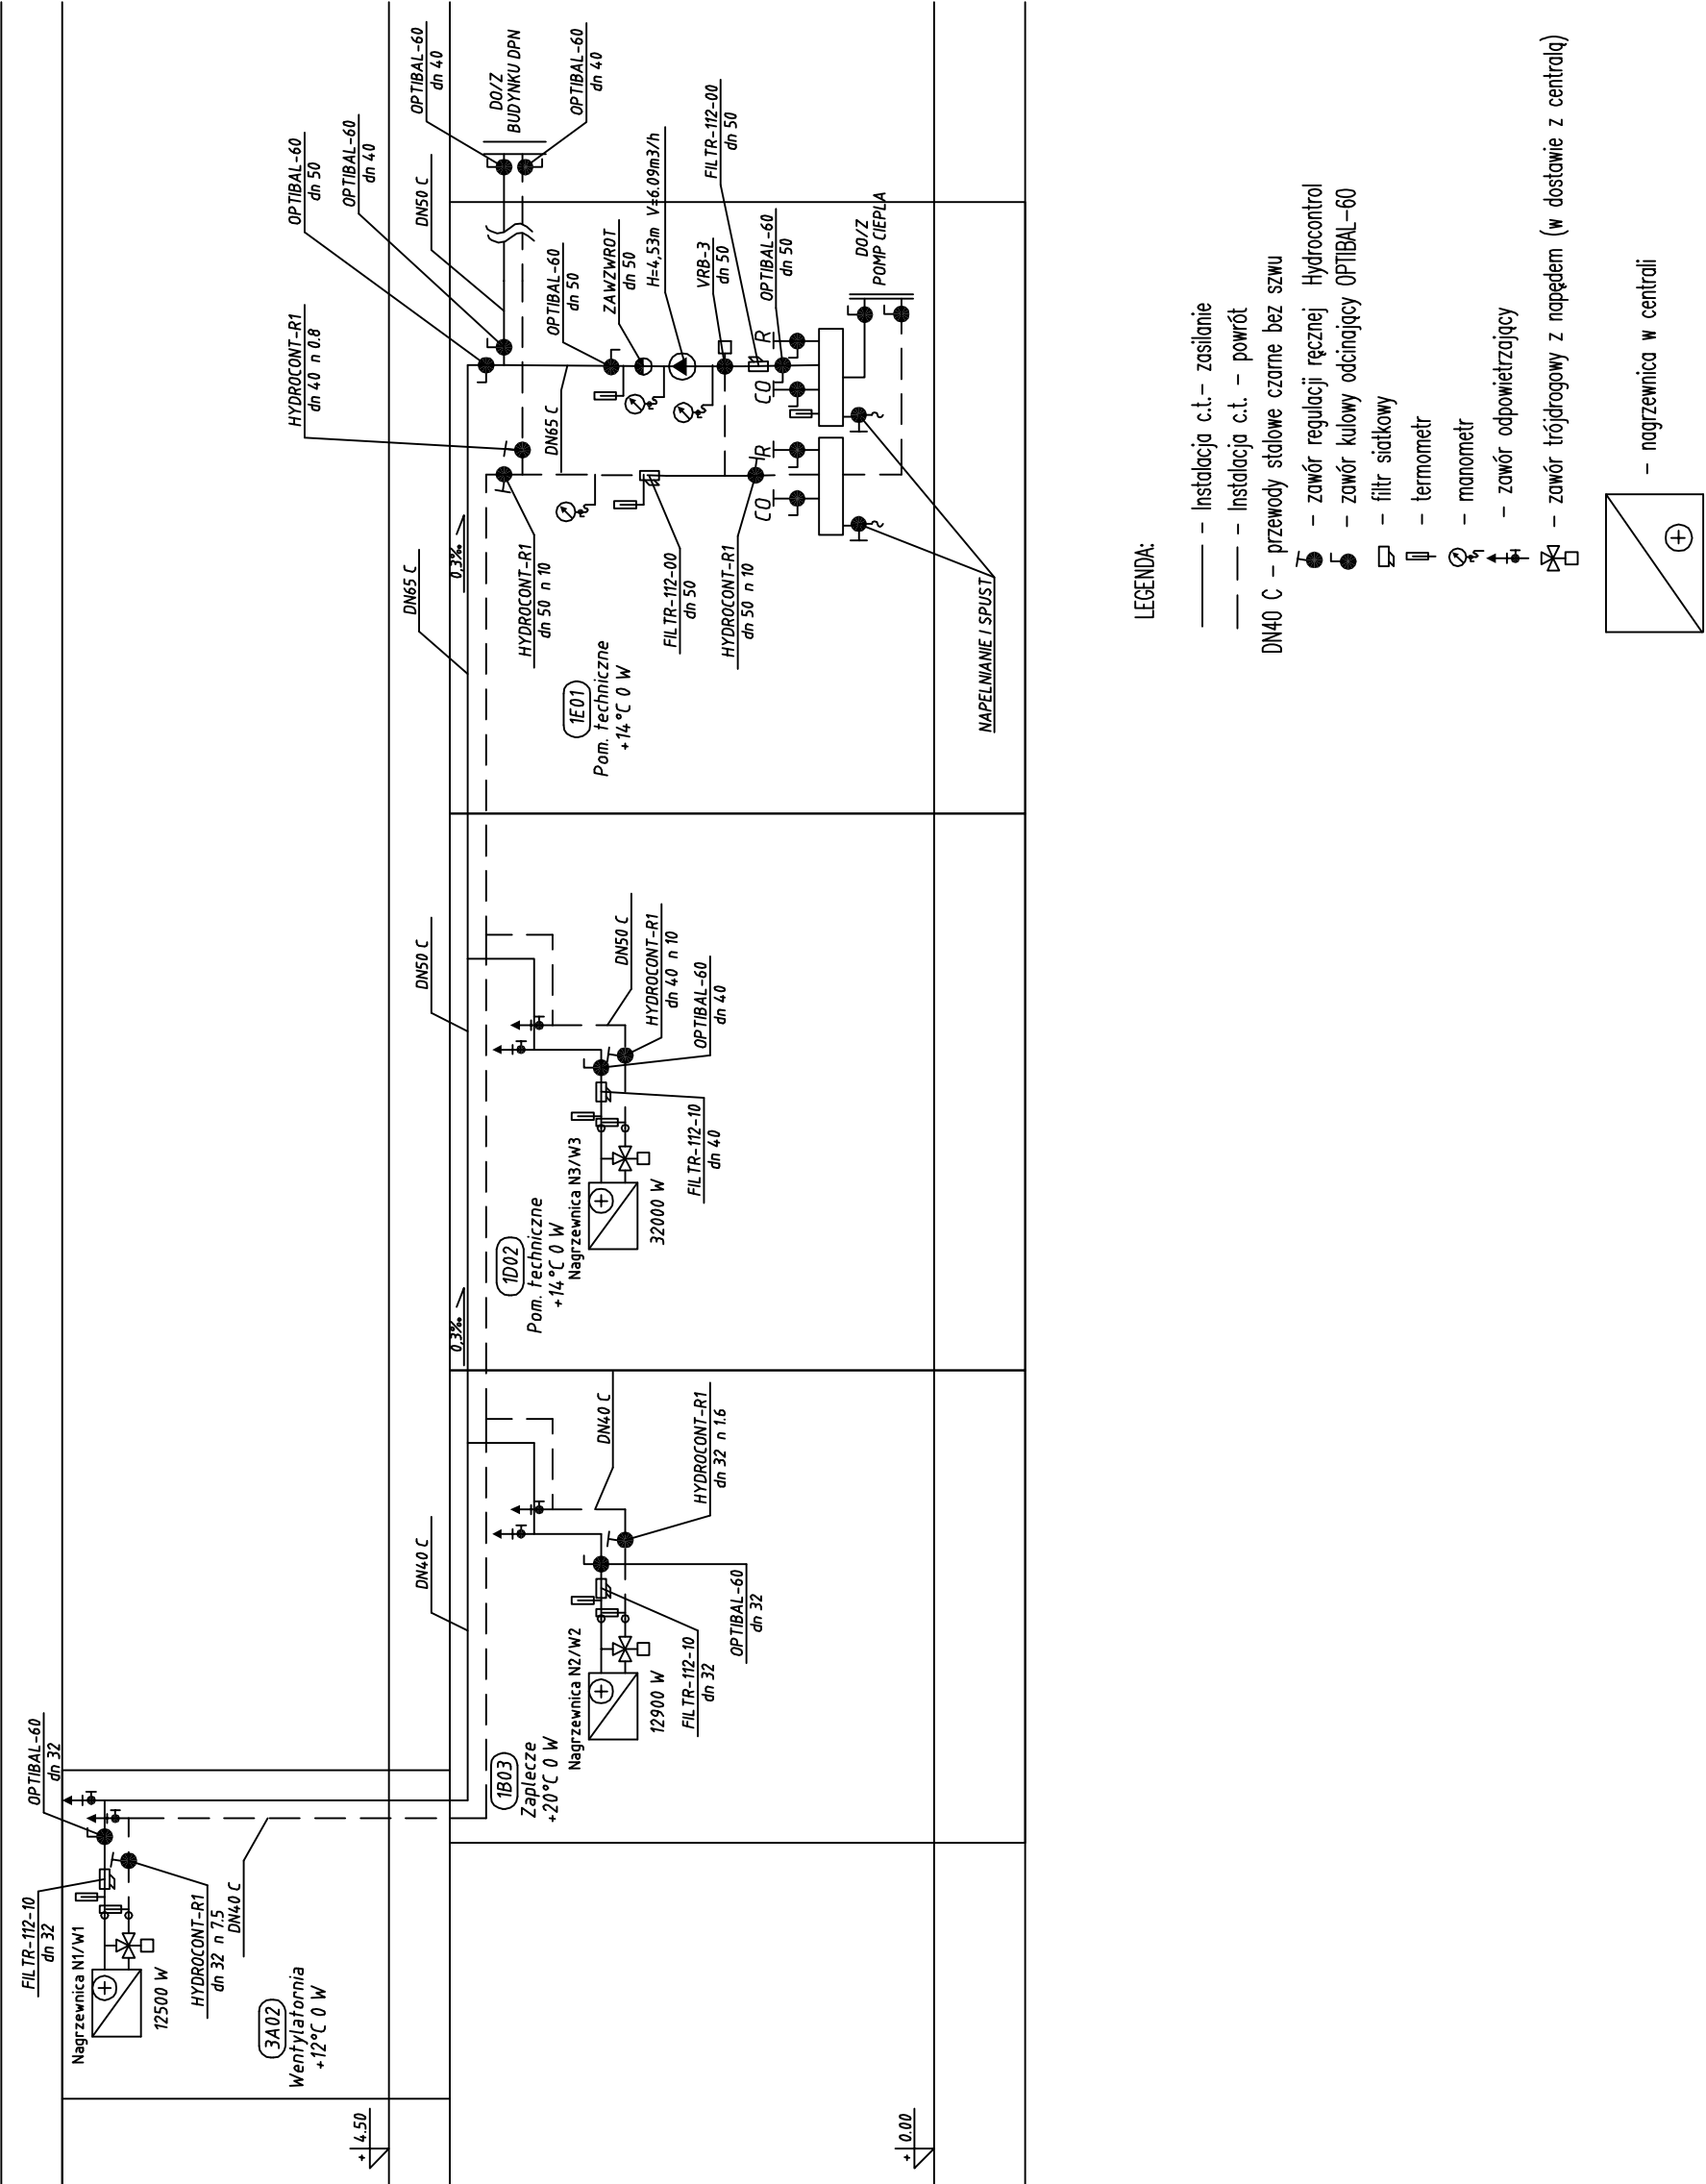 OPTIBAL-60
dn 32
FILTR-112-10
dn 32
Nagrzewnica N1/W1
12500 W
HYDROCONT-R1
dn 32 n 7.5
DN40 C
3A02
Wentylatornia
+12°C 0 W
+ 4.50
+ 0.00
DN40 C
1B03
Zaplecze
+20°C 0 W
Nagrzewnica N2/W2
12900 W
FILTR-112-10
dn 32
OPTIBAL-60
dn 32
HYDROCONT-R1
dn 32 n 1.6
DN40 C
0,3‰
DN50 C
1D02
Pom. techniczne
+14°C 0 W
Nagrzewnica N3/W3
32000 W
FILTR-112-10
dn 40
OPTIBAL-60
dn 40
HYDROCONT-R1
dn 40 n 10
DN50 C
DN65 C
0,3‰
1E01
Pom. techniczne
+14°C 0 W
HYDROCONT-R1
dn 50 n 10
FILTR-112-00
dn 50
HYDROCONT-R1
dn 50 n 10
NAPELNIANIE I SPUST
HYDROCONT-R1
dn 40 n 0.8
OPTIBAL-60
dn 50
OPTIBAL-60
dn 40
DN50 C
OPTIBAL-60
dn 40
DO/Z
BUDYNKU DPN
OPTIBAL-60
dn 40
DN65 C
OPTIBAL-60
dn 50
ZAWZWROT
dn 50
H=4,53m V=6.09m3/h
VRB-3
dn 50
FILTR-112-00
dn 50
OPTIBAL-60
dn 50
DO/Z
POMP CIEPLA
CO
R
CO
R
LEGENDA:
- Instalacja c.t.- zasilanie
- Instalacja c.t. - powrót
DN40 C - przewody stalowe czarne bez szwu
- zawór regulacji ręcznej Hydrocontrol
- zawór kulowy odcinający OPTIBAL-60
- filtr siatkowy
- termometr
- manometr
- zawór odpowietrzający
- zawór trójdrogowy z napędem (w dostawie z centralą)
- nagrzewnica w centrali